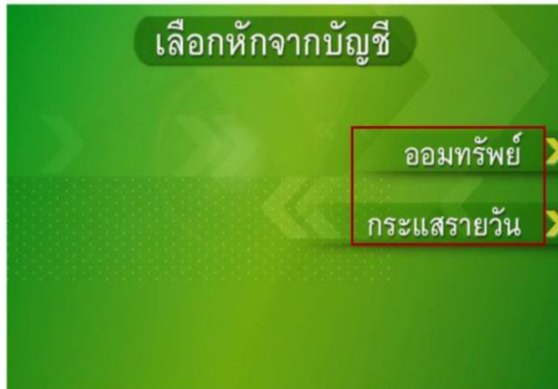 เลือกหักจากบัญชี
ออมทรัพย์
กระแสรายวัน